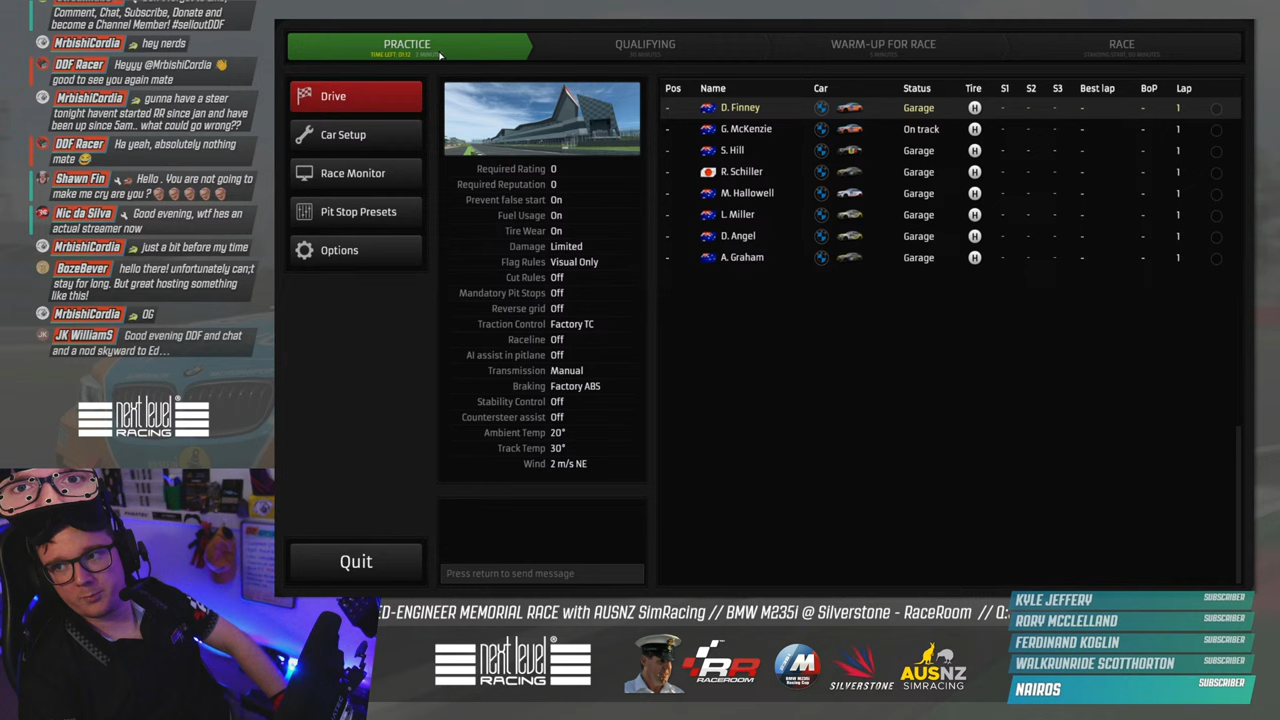 Comment, Chat, Subscribe, Donate and
become a Channel Member! #selloutDDF
MrbishiCordia hey nerds
DDF Racer Heyyy @MrbishiCordia
good to see you again mate
MrbishiCordia gunna have a steer
tonight havent started RR since jan and
have been up since 5am.. what could go wrong??
DDF Racer He yeah, absolutely nothing
mate
Shawn Fin Hello . You are not going to
make me cry are you ?
Nic da Silva Good evening, wtf hes an
actual streamer now
MrbishiCordia just a bit before my time
BozeBever hello there! unfortunately can;t
stay for long. But great hosting something
like this!
MrbishiCordia OG
JK WilliamS Good evening DDF and chat
and a nod skyward to Ed...
NEXT LEVEL
RACING
PRACTICE
TIME LEFT: 01:12 2 MINUTES
QUALIFYING
30 MINUTES
WARM-UP FOR RACE
5 MINUTES
RACE
Drive
Car Setup
Race Monitor
Pit Stop Presets
Options
Quit
Required Rating 0
Required Reputation 0
Prevent false start On
Fuel Usage On
Tire Wear On
Damage Limited
Flag Rules Visual Only
Cut Rules Off
Mandatory Pit Stops Off
Reverse grid Off
Traction Control Factory TC
Raceline Off
AI assist in pitlane Off
Transmission Manual
Braking Factory ABS
Stability Control Off
Countersteer assist Off
Ambient Temp 20°
Track Temp 30°
Wind 2 m/s NE
Press return to send message
Pos Name Car Status Tire S1 S2 S3 Best lap BoP Lap
- D. Finney Garage H - - - - - 1
- G. McKenzie On track H - - - - - 1
- S. Hill Garage H - - - - - 1
- R. Schiller Garage H - - - - - 1
- M. Hallowell Garage H - - - - - 1
- L. Miller Garage H - - - - - 1
- D. Angel Garage H - - - - - 1
- A. Graham Garage H - - - - - 1
ED-ENGINEER MEMORIAL RACE with AUSNZ SimRacing // BMW M235i @ Silverstone - RaceRoom // Q:
NEXT LEVEL
RACING
RR
RACEROOM
M
SILVERSTONE
AUSNZ
SIMRACING
KYLE JEFFERY SUBSCRIBER
RORY MCCLELLAND SUBSCRIBER
FERDINAND KOGLIN SUBSCRIBER
WALKRUNRIDE SCOTTHORTON SUBSCRIBER
NAIROS SUBSCRIBER